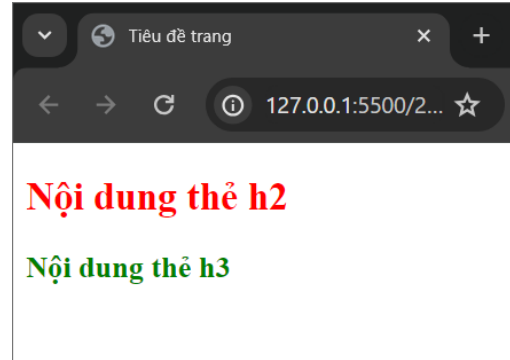 Tiêu đề trang
127.0.0.1:5500/2...
Nội dung thẻ h2
Nội dung thẻ h3